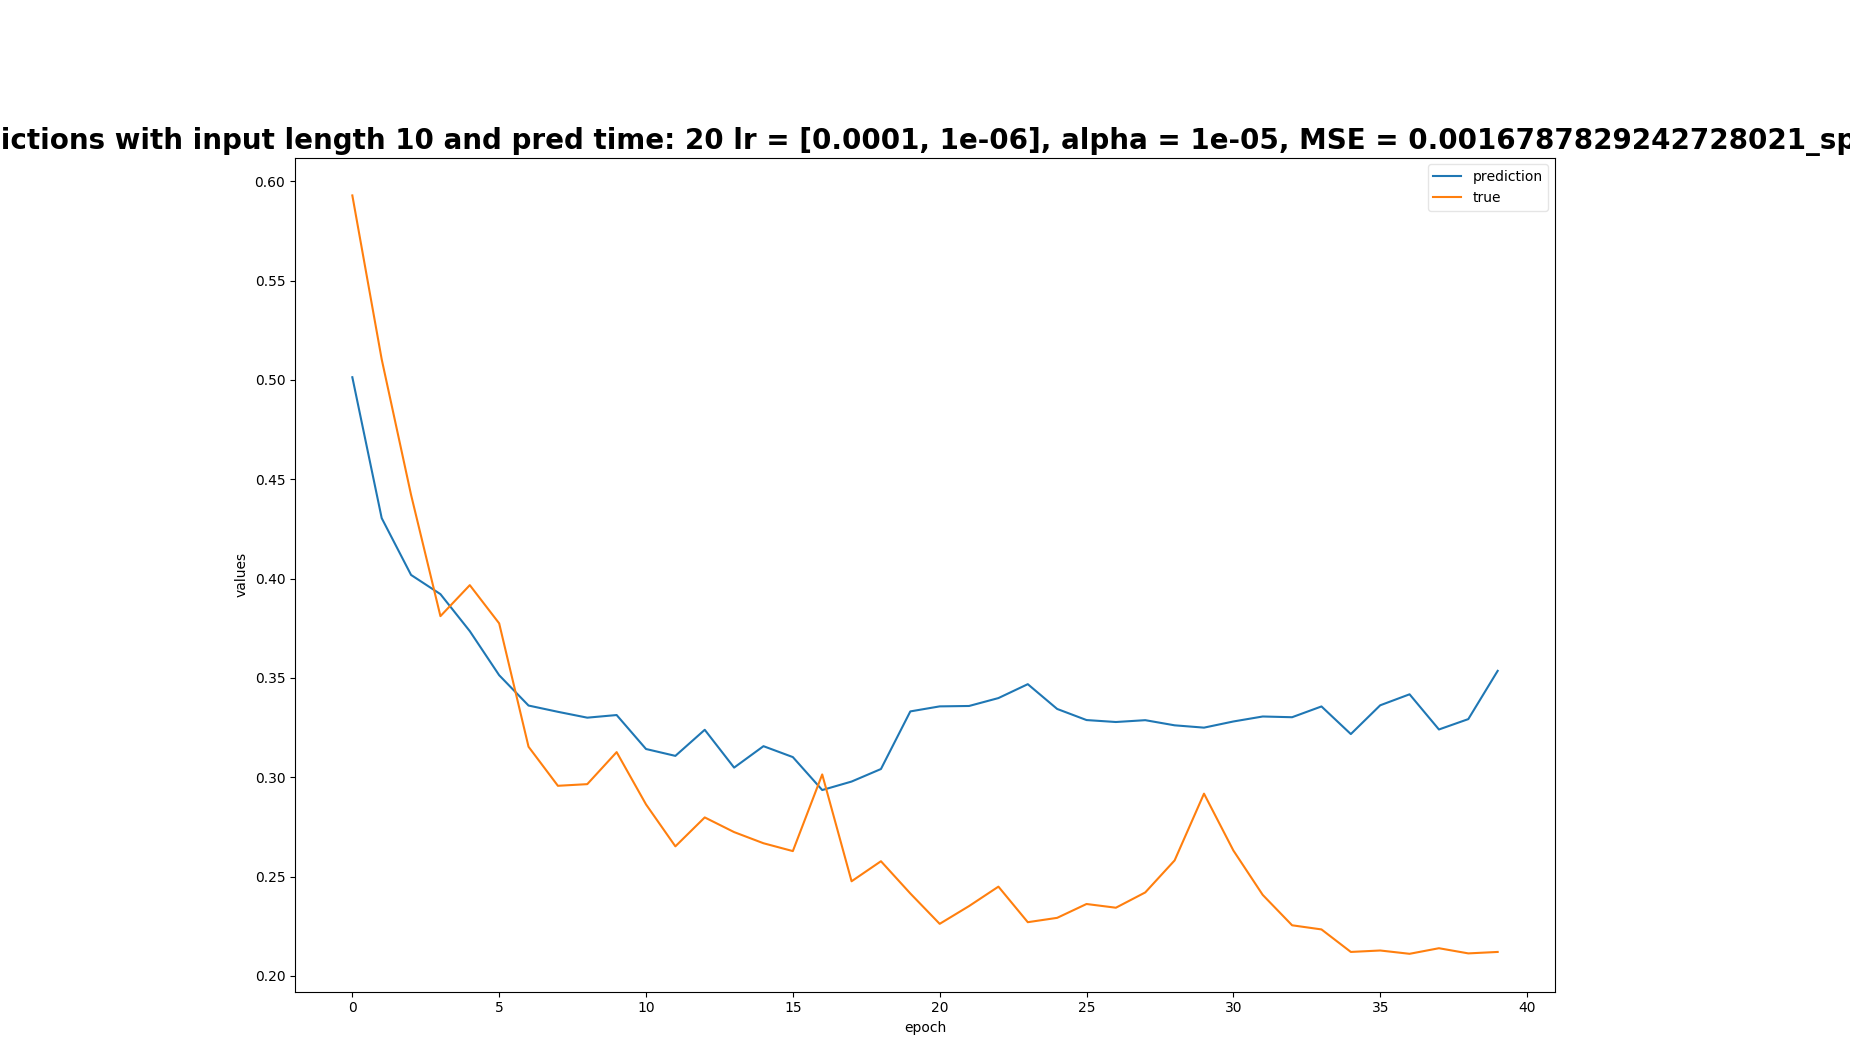 ictions with input length 10 and pred time: 20 lr = [0.0001, 1e-06], alpha = 1e-05, MSE = 0.0016787829242728021_sp
prediction
true
0.60
0.55
0.50
0.45
0.40
0.35
0.30
0.25
0.20
values
0 5 10 15 20 25 30 35 40
epoch